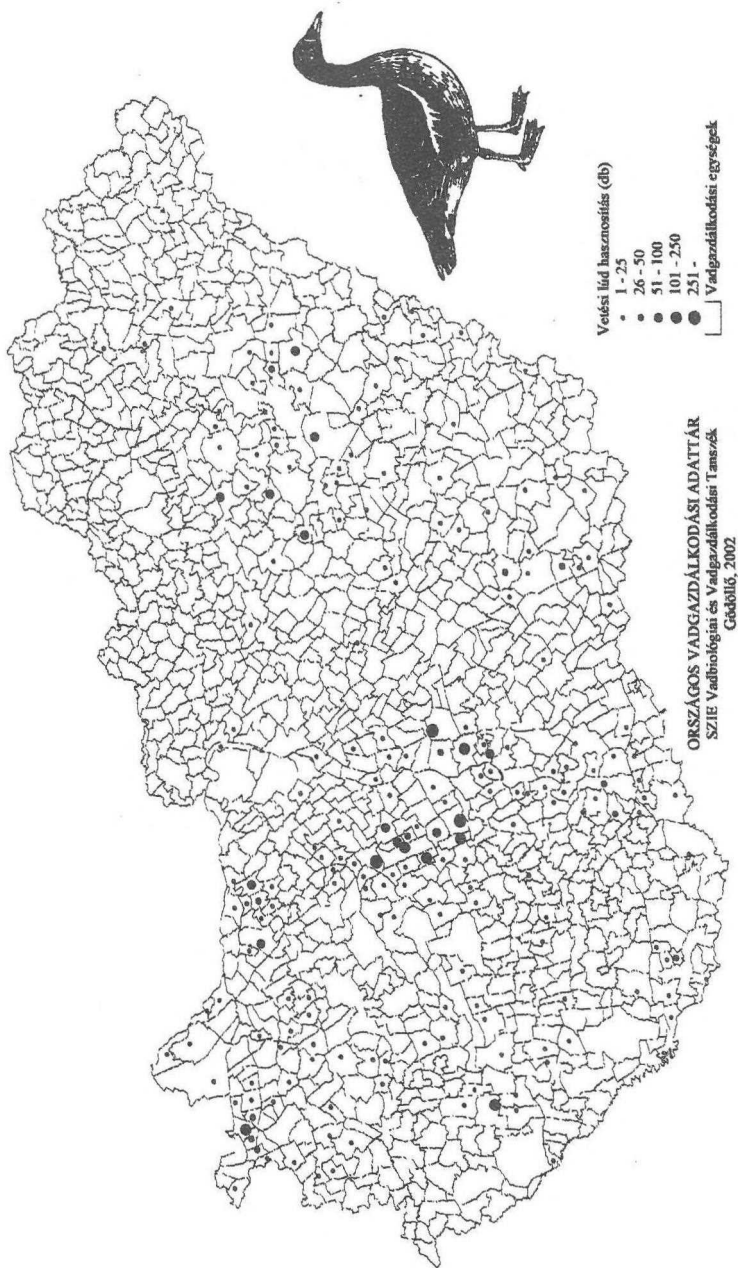 Vetési lúd hasznosítás (db)
1 - 25
26 - 50
51 - 100
101 - 250
251 -
Vadgazdálkodási egységek
ORSZÁGOS VADGAZDÁLKODÁSI ADATTÁR
SZIE Vadbiológiai és Vadgazdálkodási Tanszék
Gödöllő, 2002